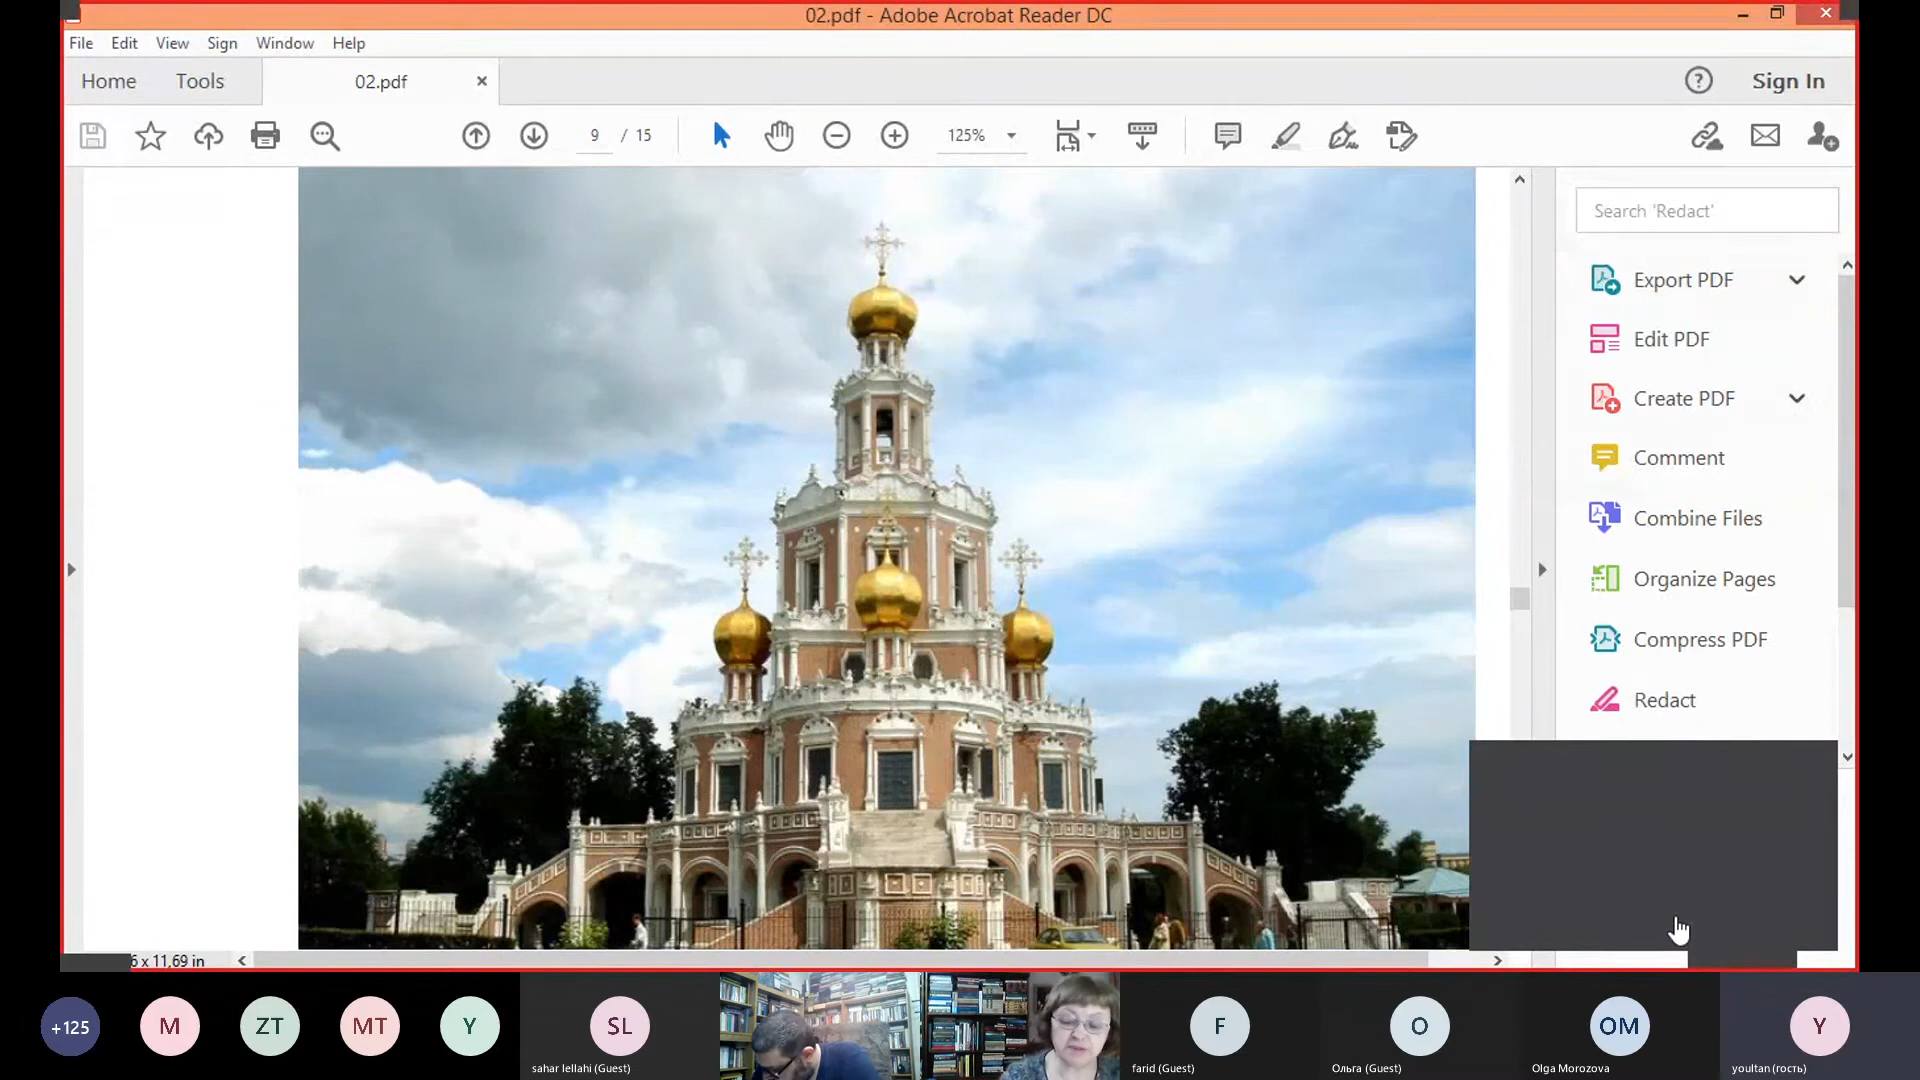 02.pdf - Adobe Acrobat Reader DC
File Edit View Sign Window Help
Home Tools 02.pdf × Sign In
9 / 15 125%
Search 'Redact'
Export PDF
Edit PDF
Create PDF
Comment
Combine Files
Organize Pages
Compress PDF
Redact
6 x 11,69 in
+125 M ZT MT Y SL F O OM Y
sahar lellahi (Guest) farid (Guest) Ольга (Guest) Olga Morozova youltan (гость)